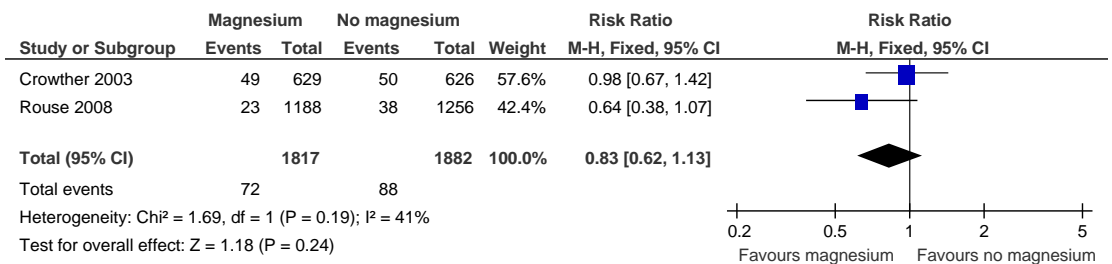 Magnesium No magnesium Risk Ratio Risk Ratio
Study or Subgroup Events Total Events Total Weight M-H, Fixed, 95% CI M-H, Fixed, 95% CI
Crowther 2003 49 629 50 626 57.6% 0.98 [0.67, 1.42]
Rouse 2008 23 1188 38 1256 42.4% 0.64 [0.38, 1.07]
Total (95% CI) 1817 1882 100.0% 0.83 [0.62, 1.13]
Total events 72 88
Heterogeneity: Chi² = 1.69, df = 1 (P = 0.19); I² = 41%
Test for overall effect: Z = 1.18 (P = 0.24)
0.2 0.5 1 2 5
Favours magnesium Favours no magnesium